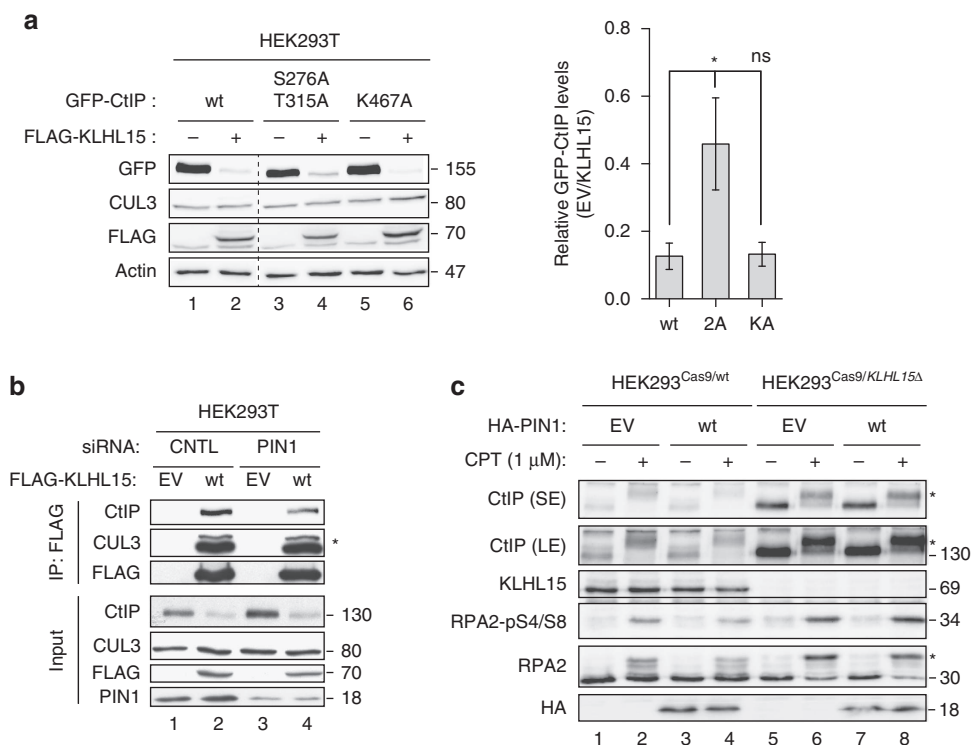 a
HEK293T
GFP-CtIP : wt S276A T315A K467A
FLAG-KLHL15 : – + – + – +
GFP - 155
CUL3 - 80
FLAG - 70
Actin - 47
1 2 3 4 5 6
Relative GFP-CtIP levels
(EV/KLHL15)
0.8
0.6
0.4
0.2
0.0
* ns
wt 2A KA
b
HEK293T
siRNA: CNTL PIN1
FLAG-KLHL15: EV wt EV wt
IP: FLAG
CtIP
CUL3 *
FLAG
Input
CtIP - 130
CUL3 - 80
FLAG - 70
PIN1 - 18
1 2 3 4
c
HEK293Cas9/wt HEK293Cas9/KLHL15Δ
HA-PIN1: EV wt EV wt
CPT (1 μM): – + – + – + – +
CtIP (SE) *
CtIP (LE) * - 130
KLHL15 - 69
RPA2-pS4/S8 - 34
RPA2 * - 30
HA - 18
1 2 3 4 5 6 7 8